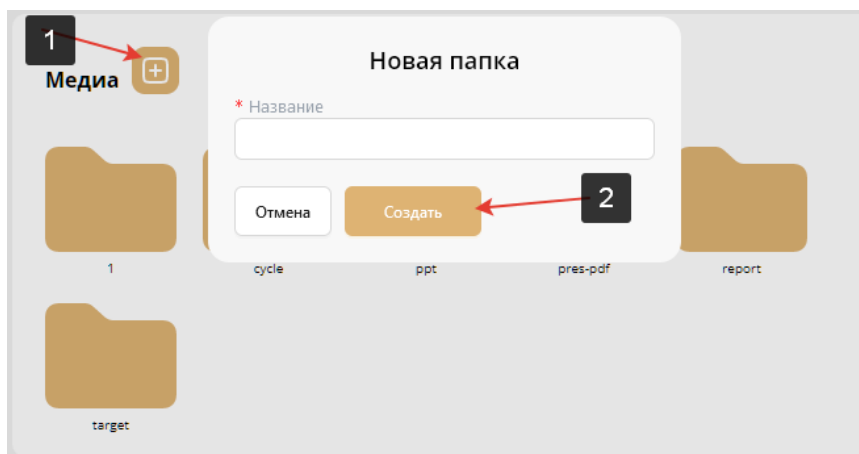 1
Медиа
Новая папка
* Название
Отмена
Создать
2
1
cycle
ppt
pres-pdf
report
target